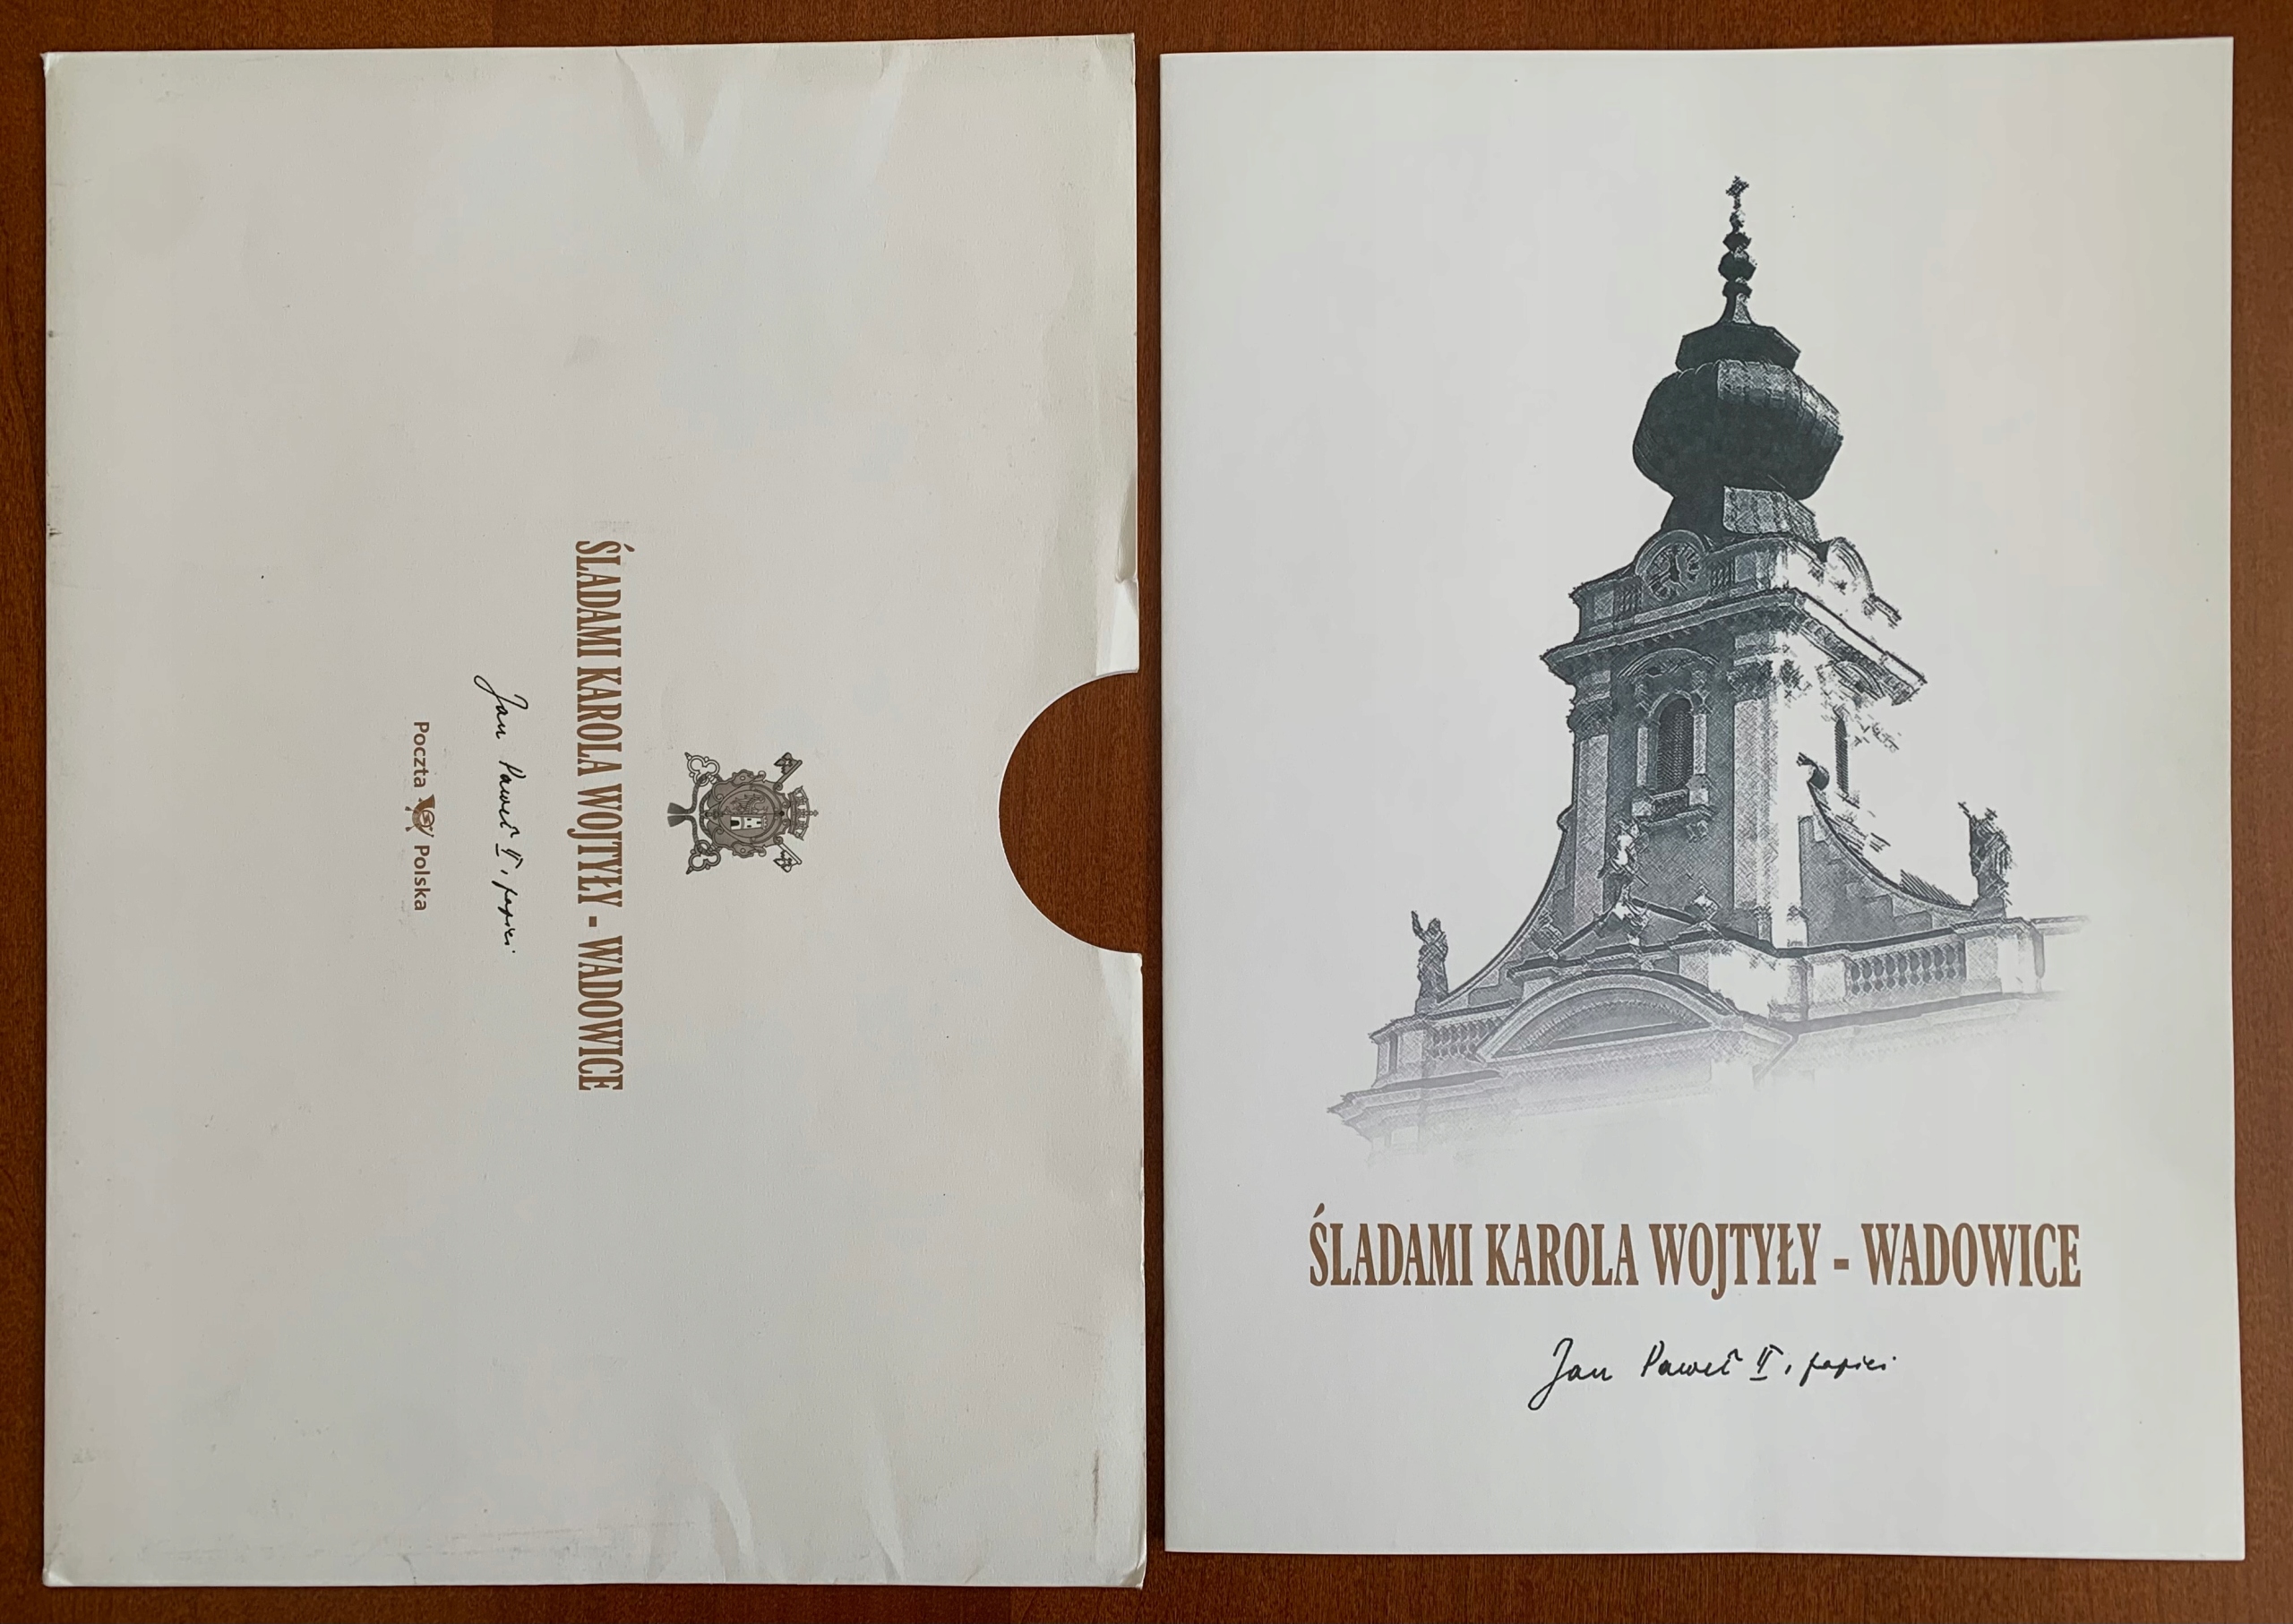 ŚLADAMI KAROLA WOJTYŁY - WADOWICE
Jan Paweł II, papież
Poczta Polska
ŚLADAMI KAROLA WOJTYŁY - WADOWICE
Jan Paweł II, papież